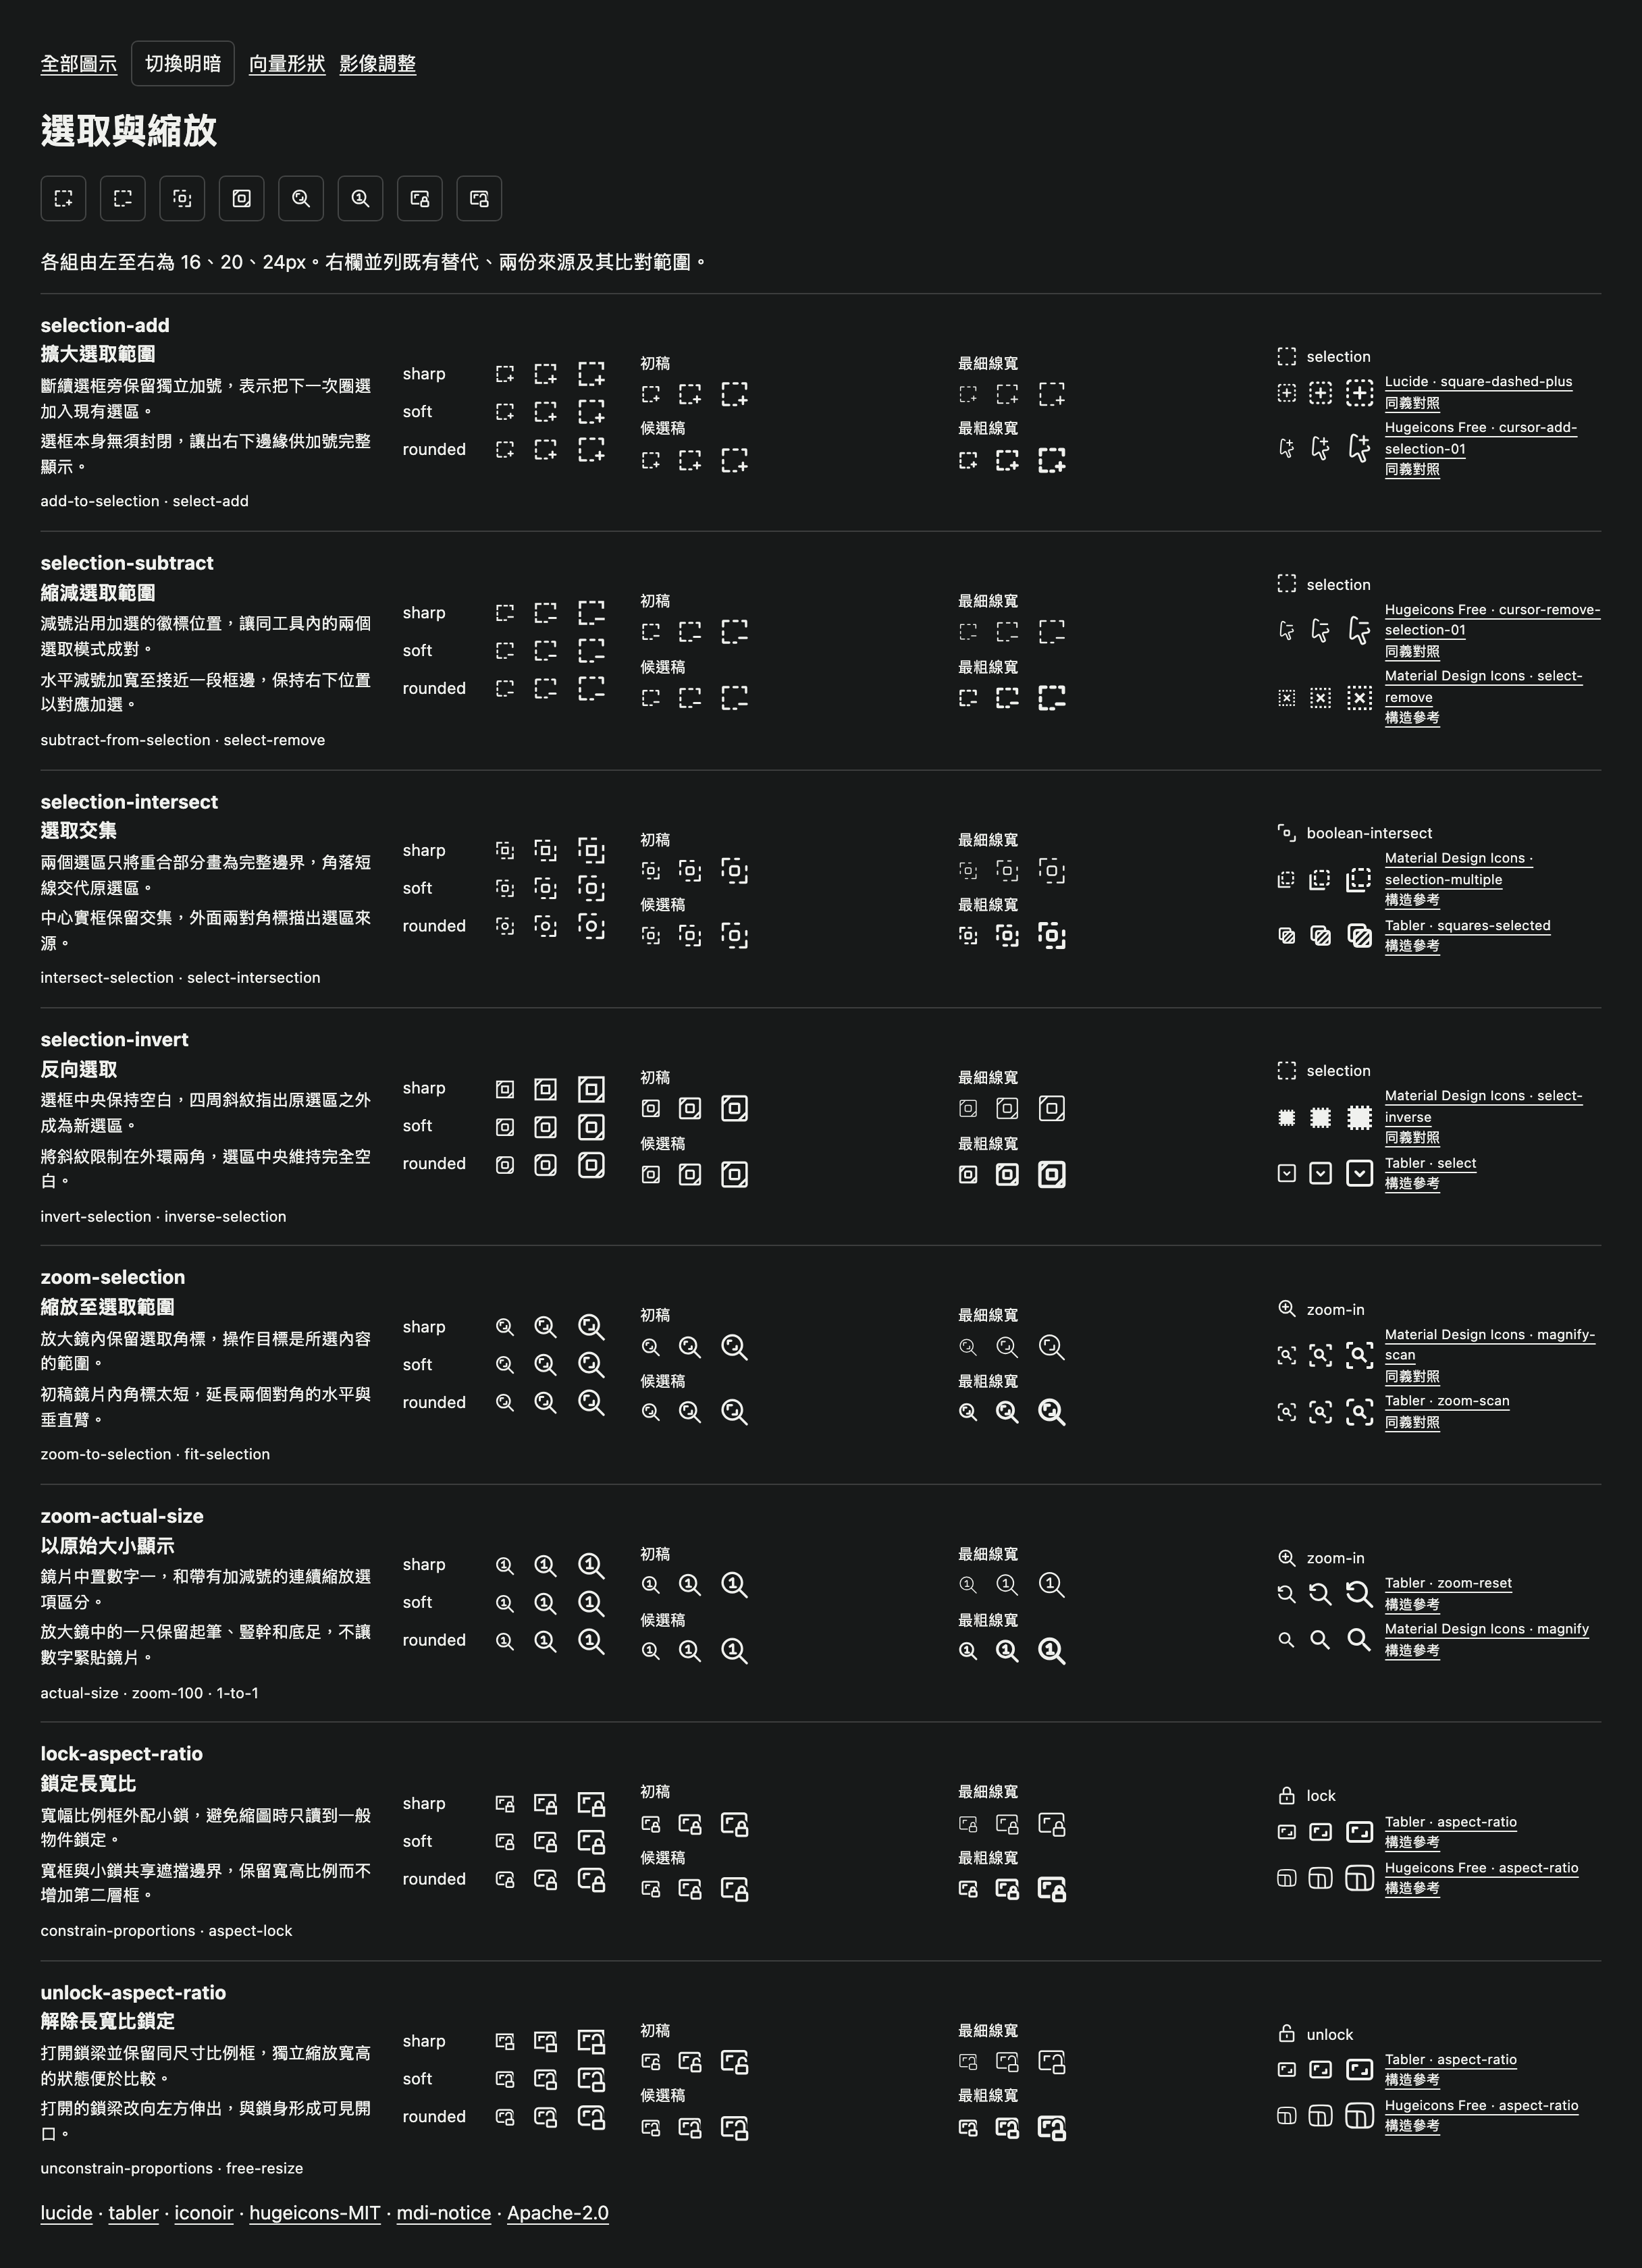 全部圖示 切換明暗 向量形狀 影像調整
選取與縮放
各組由左至右為 16、20、24px。右欄並列既有替代、兩份來源及其比對範圍。
selection-add
擴大選取範圍
斷續選框旁保留獨立加號，表示把下一次圈選
加入現有選區。
選框本身無須封閉，讓出右下邊緣供加號完整
顯示。
add-to-selection · select-add
sharp
soft
rounded
初稿
候選稿
最細線寬
最粗線寬
selection
Lucide · square-dashed-plus
同義對照
Hugeicons Free · cursor-add-
selection-01
同義對照
selection-subtract
縮減選取範圍
減號沿用加選的徽標位置，讓同工具內的兩個
選取模式成對。
水平減號加寬至接近一段框邊，保持右下位置
以對應加選。
subtract-from-selection · select-remove
sharp
soft
rounded
初稿
候選稿
最細線寬
最粗線寬
selection
Hugeicons Free · cursor-remove-
selection-01
同義對照
Material Design Icons · select-
remove
構造參考
selection-intersect
選取交集
兩個選區只將重合部分畫為完整邊界，角落短
線交代原選區。
中心實框保留交集，外面兩對角標描出選區來
源。
intersect-selection · select-intersection
sharp
soft
rounded
初稿
候選稿
最細線寬
最粗線寬
boolean-intersect
Material Design Icons ·
selection-multiple
構造參考
Tabler · squares-selected
構造參考
selection-invert
反向選取
選框中央保持空白，四周斜紋指出原選區之外
成為新選區。
將斜紋限制在外環兩角，選區中央維持完全空
白。
invert-selection · inverse-selection
sharp
soft
rounded
初稿
候選稿
最細線寬
最粗線寬
selection
Material Design Icons · select-
inverse
同義對照
Tabler · select
構造參考
zoom-selection
縮放至選取範圍
放大鏡內保留選取角標，操作目標是所選內容
的範圍。
初稿鏡片內角標太短，延長兩個對角的水平與
垂直臂。
zoom-to-selection · fit-selection
sharp
soft
rounded
初稿
候選稿
最細線寬
最粗線寬
zoom-in
Material Design Icons · magnify-
scan
同義對照
Tabler · zoom-scan
同義對照
zoom-actual-size
以原始大小顯示
鏡片中置數字一，和帶有加減號的連續縮放選
項區分。
放大鏡中的一只保留起筆、豎幹和底足，不讓
數字緊貼鏡片。
actual-size · zoom-100 · 1-to-1
sharp
soft
rounded
初稿
候選稿
最細線寬
最粗線寬
zoom-in
Tabler · zoom-reset
構造參考
Material Design Icons · magnify
構造參考
lock-aspect-ratio
鎖定長寬比
寬幅比例框外配小鎖，避免縮圖時只讀到一般
物件鎖定。
寬框與小鎖共享遮擋邊界，保留寬高比例而不
增加第二層框。
constrain-proportions · aspect-lock
sharp
soft
rounded
初稿
候選稿
最細線寬
最粗線寬
lock
Tabler · aspect-ratio
構造參考
Hugeicons Free · aspect-ratio
構造參考
unlock-aspect-ratio
解除長寬比鎖定
打開鎖梁並保留同尺寸比例框，獨立縮放寬高
的狀態便於比較。
打開的鎖梁改向左方伸出，與鎖身形成可見開
口。
unconstrain-proportions · free-resize
sharp
soft
rounded
初稿
候選稿
最細線寬
最粗線寬
unlock
Tabler · aspect-ratio
構造參考
Hugeicons Free · aspect-ratio
構造參考
lucide · tabler · iconoir · hugeicons-MIT · mdi-notice · Apache-2.0